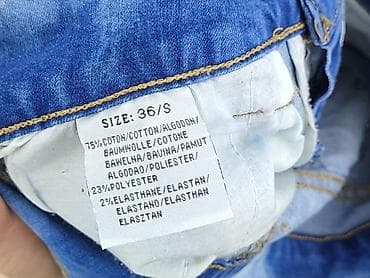 SIZE: 36/S
75%COTON/COTTON/ALGODON/
BAUMWOLLE/COTONE
BAWELNA/BAVINA/PAMUT
ALGODAO/POLIESTER/
23%POLYESTER
2%ELASTHANE/ELASTAN/
ELASTANO/ELASTHAN
ELASZTAN